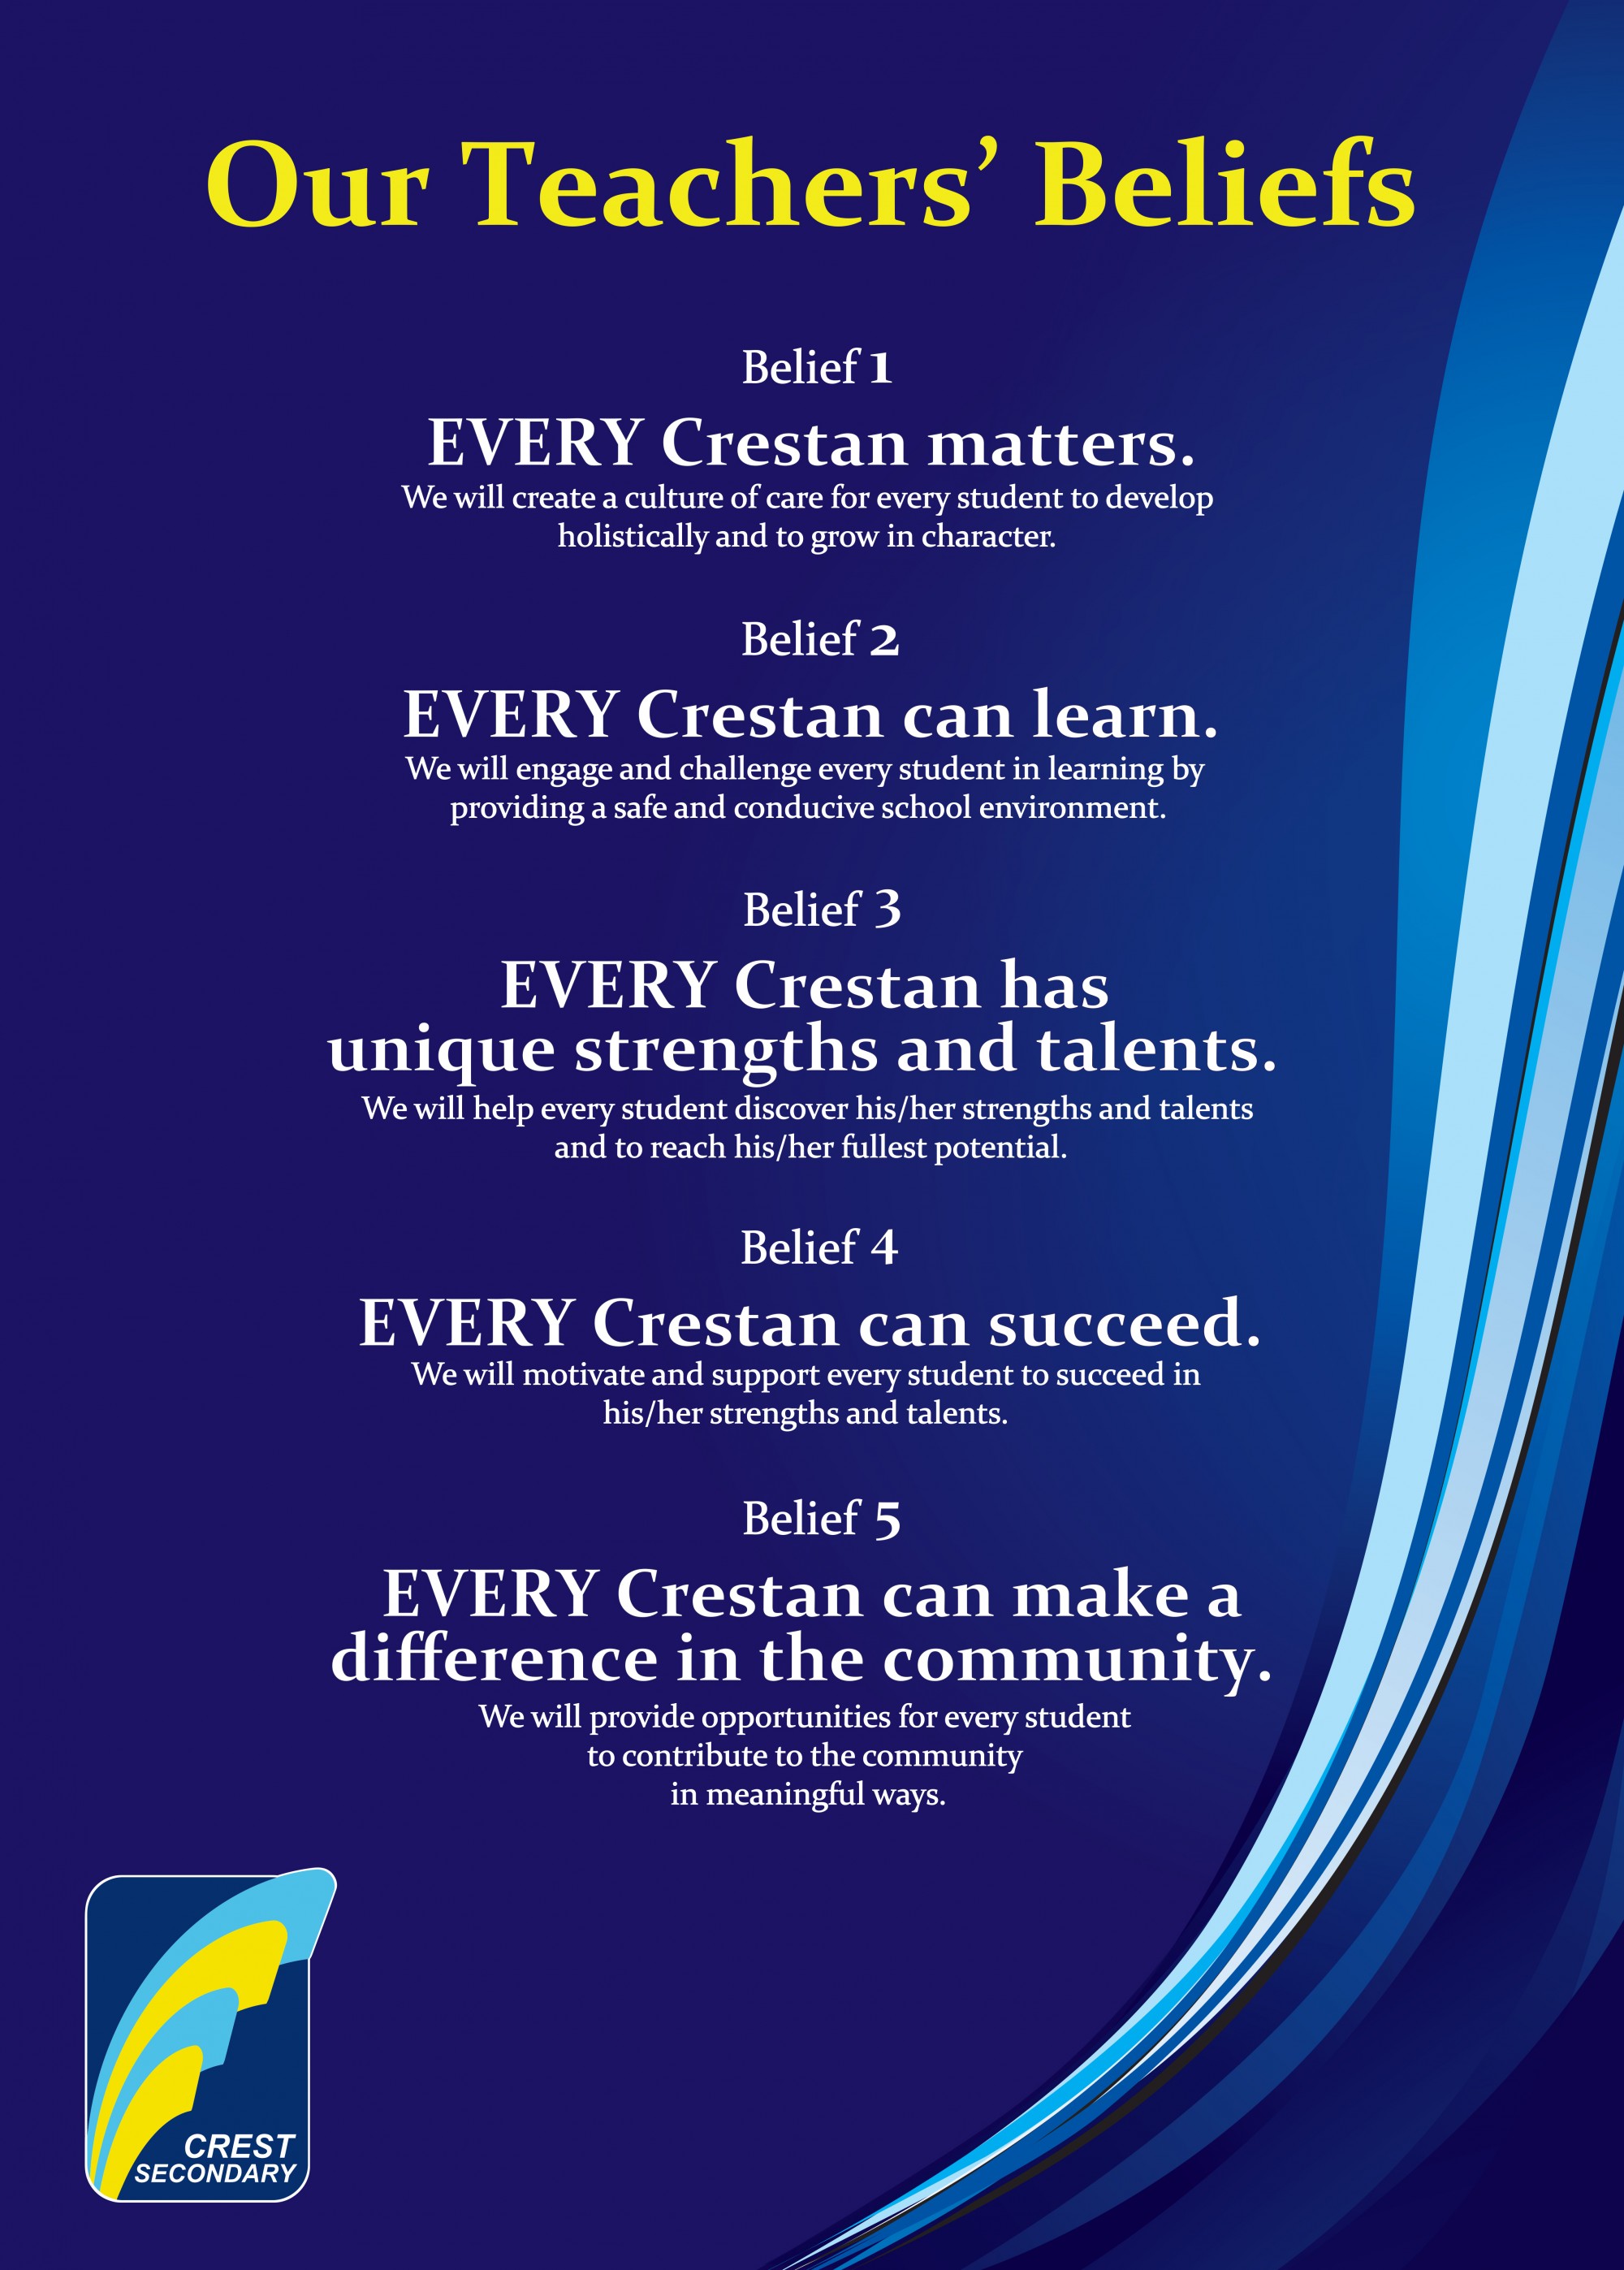 Our Teachers’ Beliefs
Belief 1
EVERY Crestan matters.
We will create a culture of care for every student to develop
holistically and to grow in character.
Belief 2
EVERY Crestan can learn.
We will engage and challenge every student in learning by
providing a safe and conducive school environment.
Belief 3
EVERY Crestan has
unique strengths and talents.
We will help every student discover his/her strengths and talents
and to reach his/her fullest potential.
Belief 4
EVERY Crestan can succeed.
We will motivate and support every student to succeed in
his/her strengths and talents.
Belief 5
EVERY Crestan can make a
difference in the community.
We will provide opportunities for every student
to contribute to the community
in meaningful ways.
CREST
SECONDARY